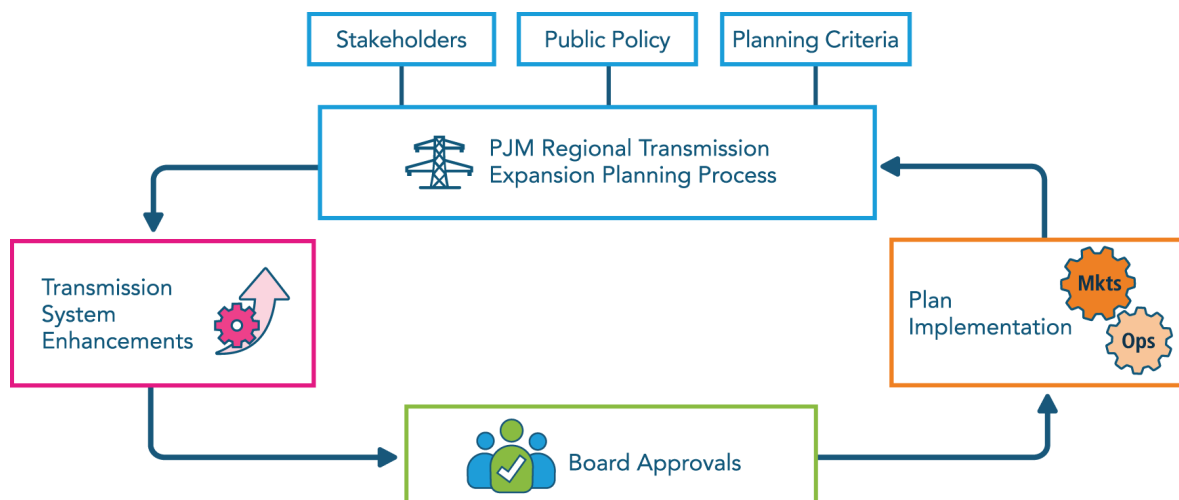 Stakeholders
Public Policy
Planning Criteria
PJM Regional Transmission
Expansion Planning Process
Transmission
System
Enhancements
Plan
Implementation
Mkts
Ops
Board Approvals